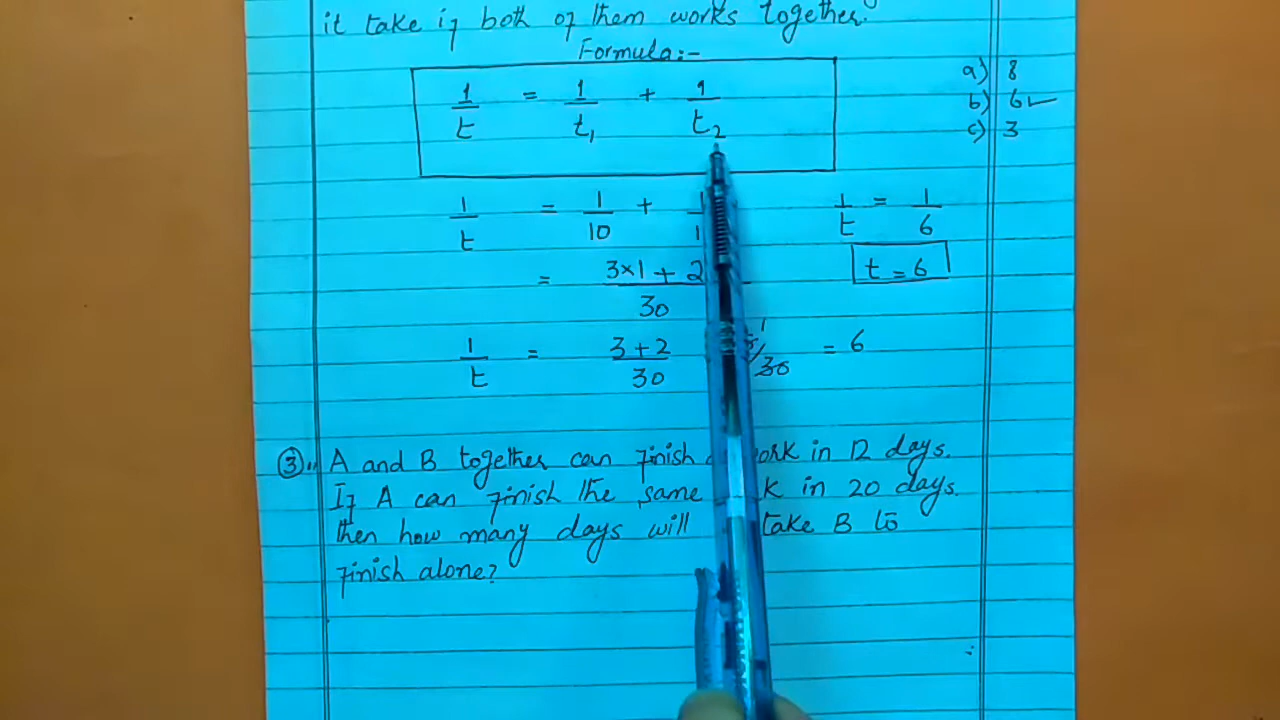 it take if both of them works together.
Formula:-
1/t = 1/t₁ + 1/t₂
a) 8
b) 6 ✓
c) 3
1/t = 1/10 + 1/1
1/t = 1/6
= 3×1 + 2 / 30
t = 6
1/t = 3+2/30 1/30 = 6
③.. A and B together can finish in 12 days.
If A can finish the same in 20 days.
then how many days will take B to
finish alone?